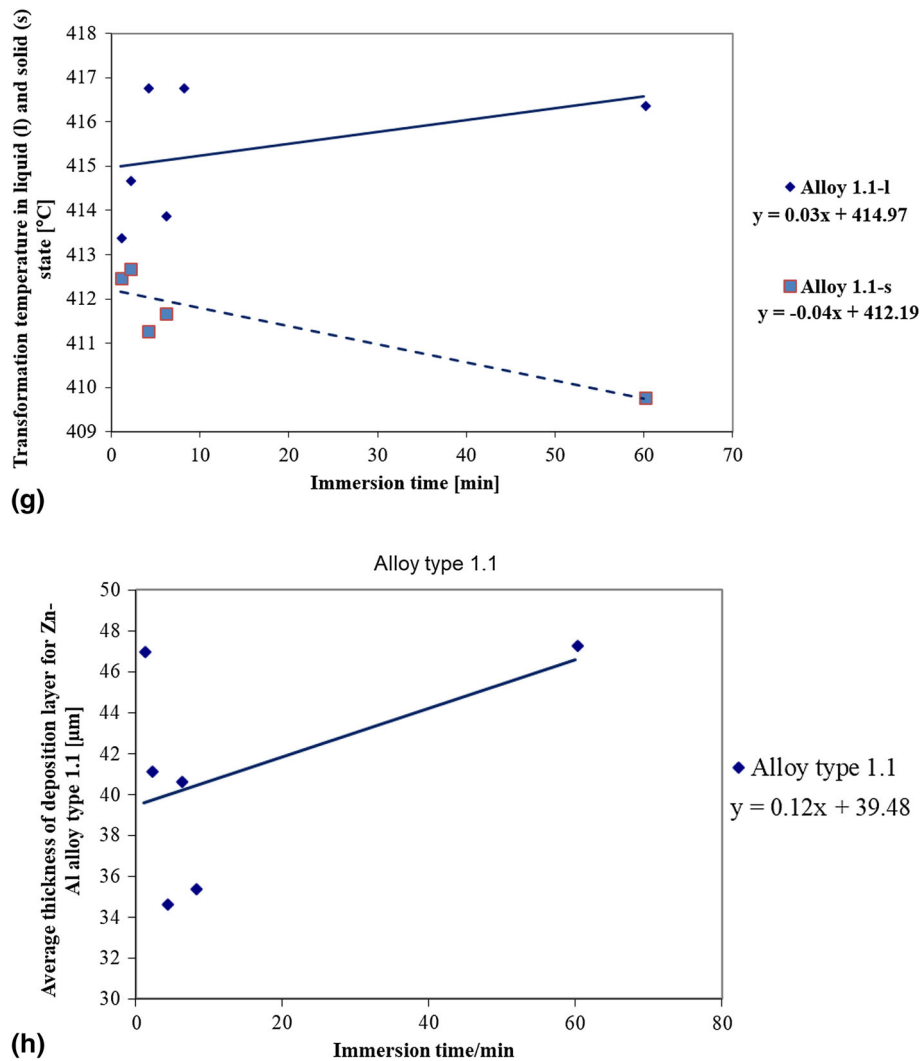 Transformation temperature in liquid (l) and solid (s)
state [°C]
418
417
416
415
414
413
412
411
410
409
0
10
20
30
40
50
60
70
Immersion time [min]
Alloy 1.1-l
y = 0.03x + 414.97
Alloy 1.1-s
y = -0.04x + 412.19
(g)
Alloy type 1.1
Average thickness of deposition layer for Zn-
Al alloy type 1.1 [µm]
50
48
46
44
42
40
38
36
34
32
30
0
20
40
60
80
Immersion time/min
Alloy type 1.1
y = 0.12x + 39.48
(h)